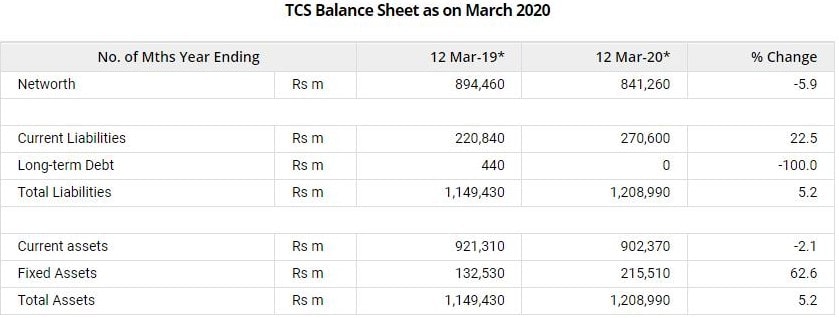 TCS Balance Sheet as on March 2020
No. of Mths Year Ending 12 Mar-19* 12 Mar-20* % Change
Networth Rs m 894,460 841,260 -5.9
Current Liabilities Rs m 220,840 270,600 22.5
Long-term Debt Rs m 440 0 -100.0
Total Liabilities Rs m 1,149,430 1,208,990 5.2
Current assets Rs m 921,310 902,370 -2.1
Fixed Assets Rs m 132,530 215,510 62.6
Total Assets Rs m 1,149,430 1,208,990 5.2